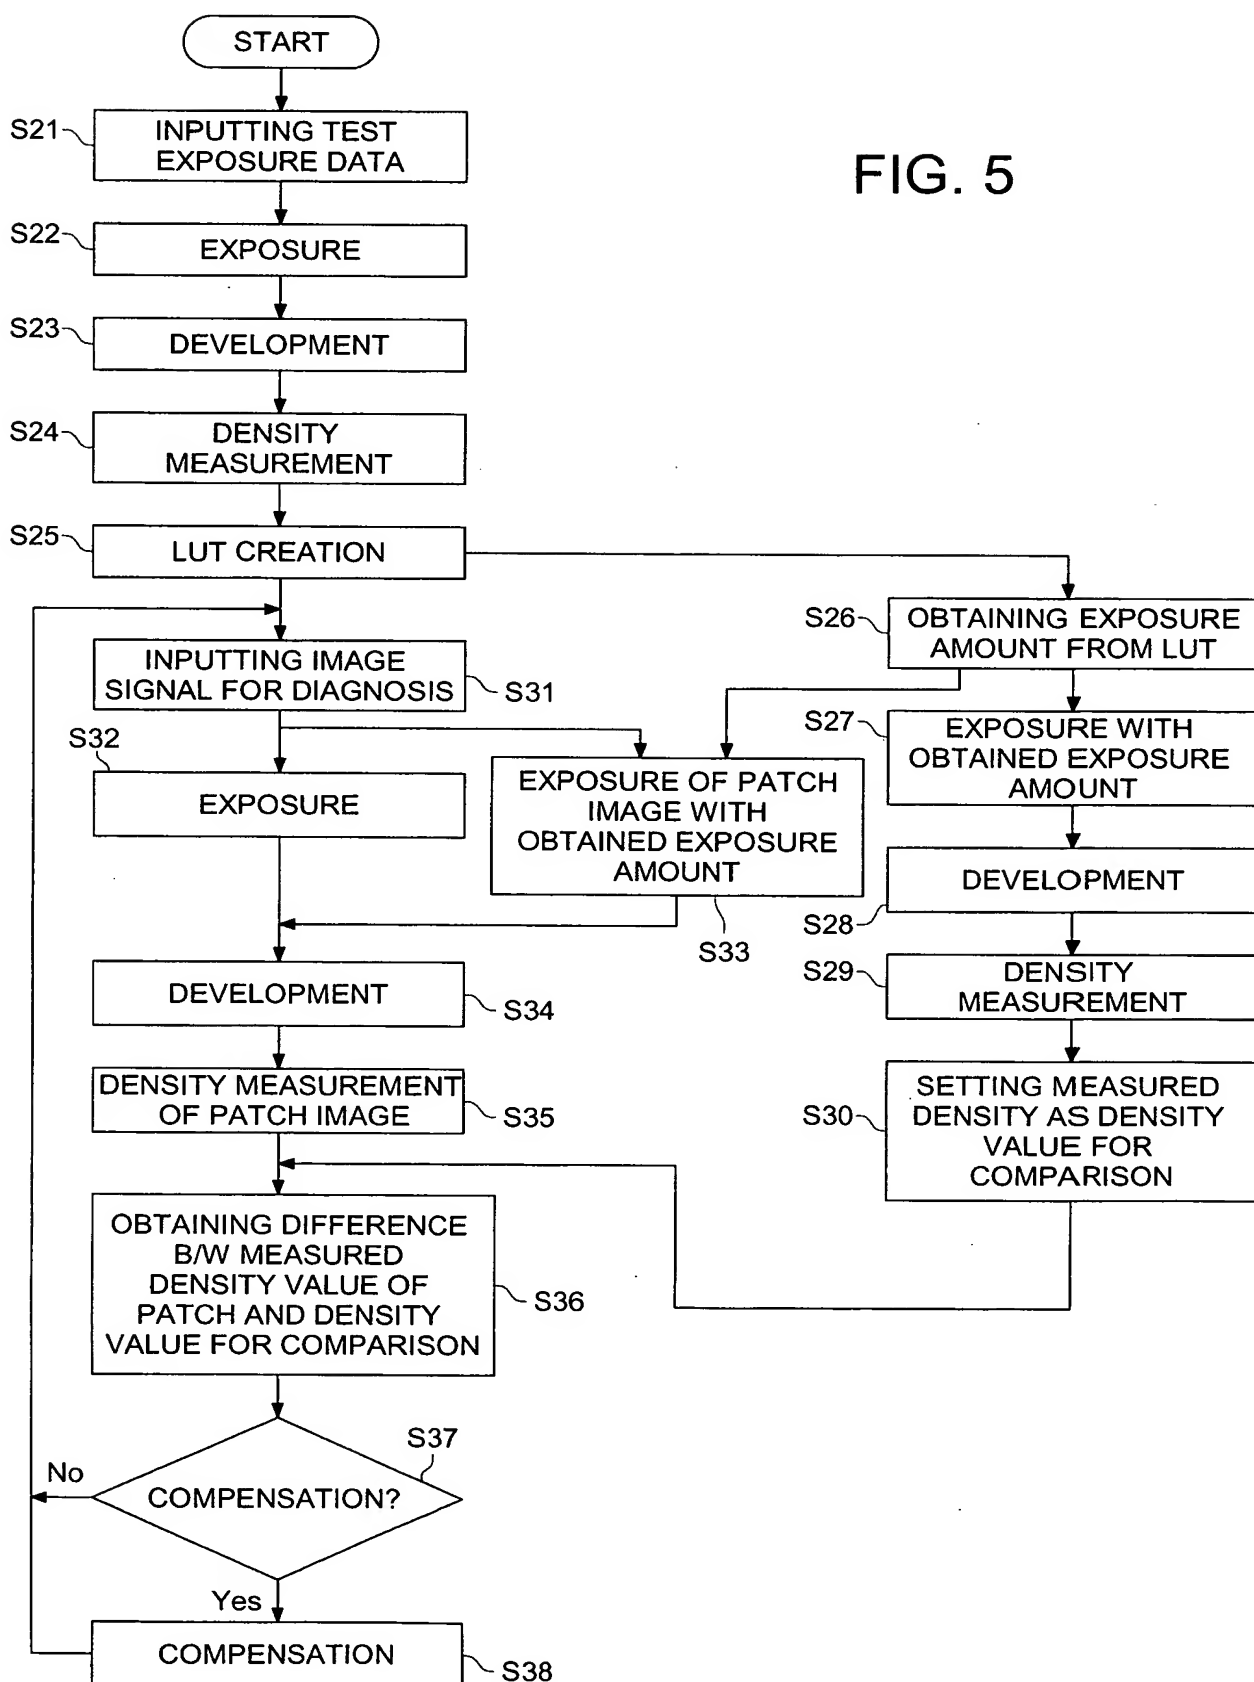 START
S21
INPUTTING TEST
EXPOSURE DATA
FIG. 5
S22
EXPOSURE
S23
DEVELOPMENT
S24
DENSITY
MEASUREMENT
S25
LUT CREATION
S26
OBTAINING EXPOSURE
AMOUNT FROM LUT
INPUTTING IMAGE
SIGNAL FOR DIAGNOSIS
S31
S27
EXPOSURE WITH
OBTAINED EXPOSURE
AMOUNT
S32
EXPOSURE
EXPOSURE OF PATCH
IMAGE WITH
OBTAINED EXPOSURE
AMOUNT
S33
DEVELOPMENT
S28
S29
DENSITY
MEASUREMENT
DEVELOPMENT
S34
DENSITY MEASUREMENT
OF PATCH IMAGE
S35
S30
SETTING MEASURED
DENSITY AS DENSITY
VALUE FOR
COMPARISON
OBTAINING DIFFERENCE
B/W MEASURED
DENSITY VALUE OF
PATCH AND DENSITY
VALUE FOR COMPARISON
S36
S37
No
COMPENSATION?
Yes
COMPENSATION
S38